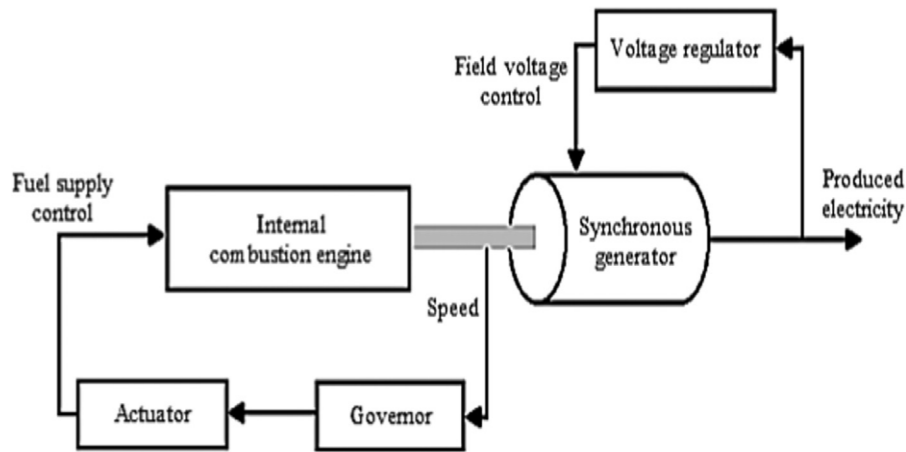 Voltage regulator
Field voltage
control
Fuel supply
control
Internal
combustion engine
Synchronous
generator
Produced
electricity
Speed
Actuator
Governor